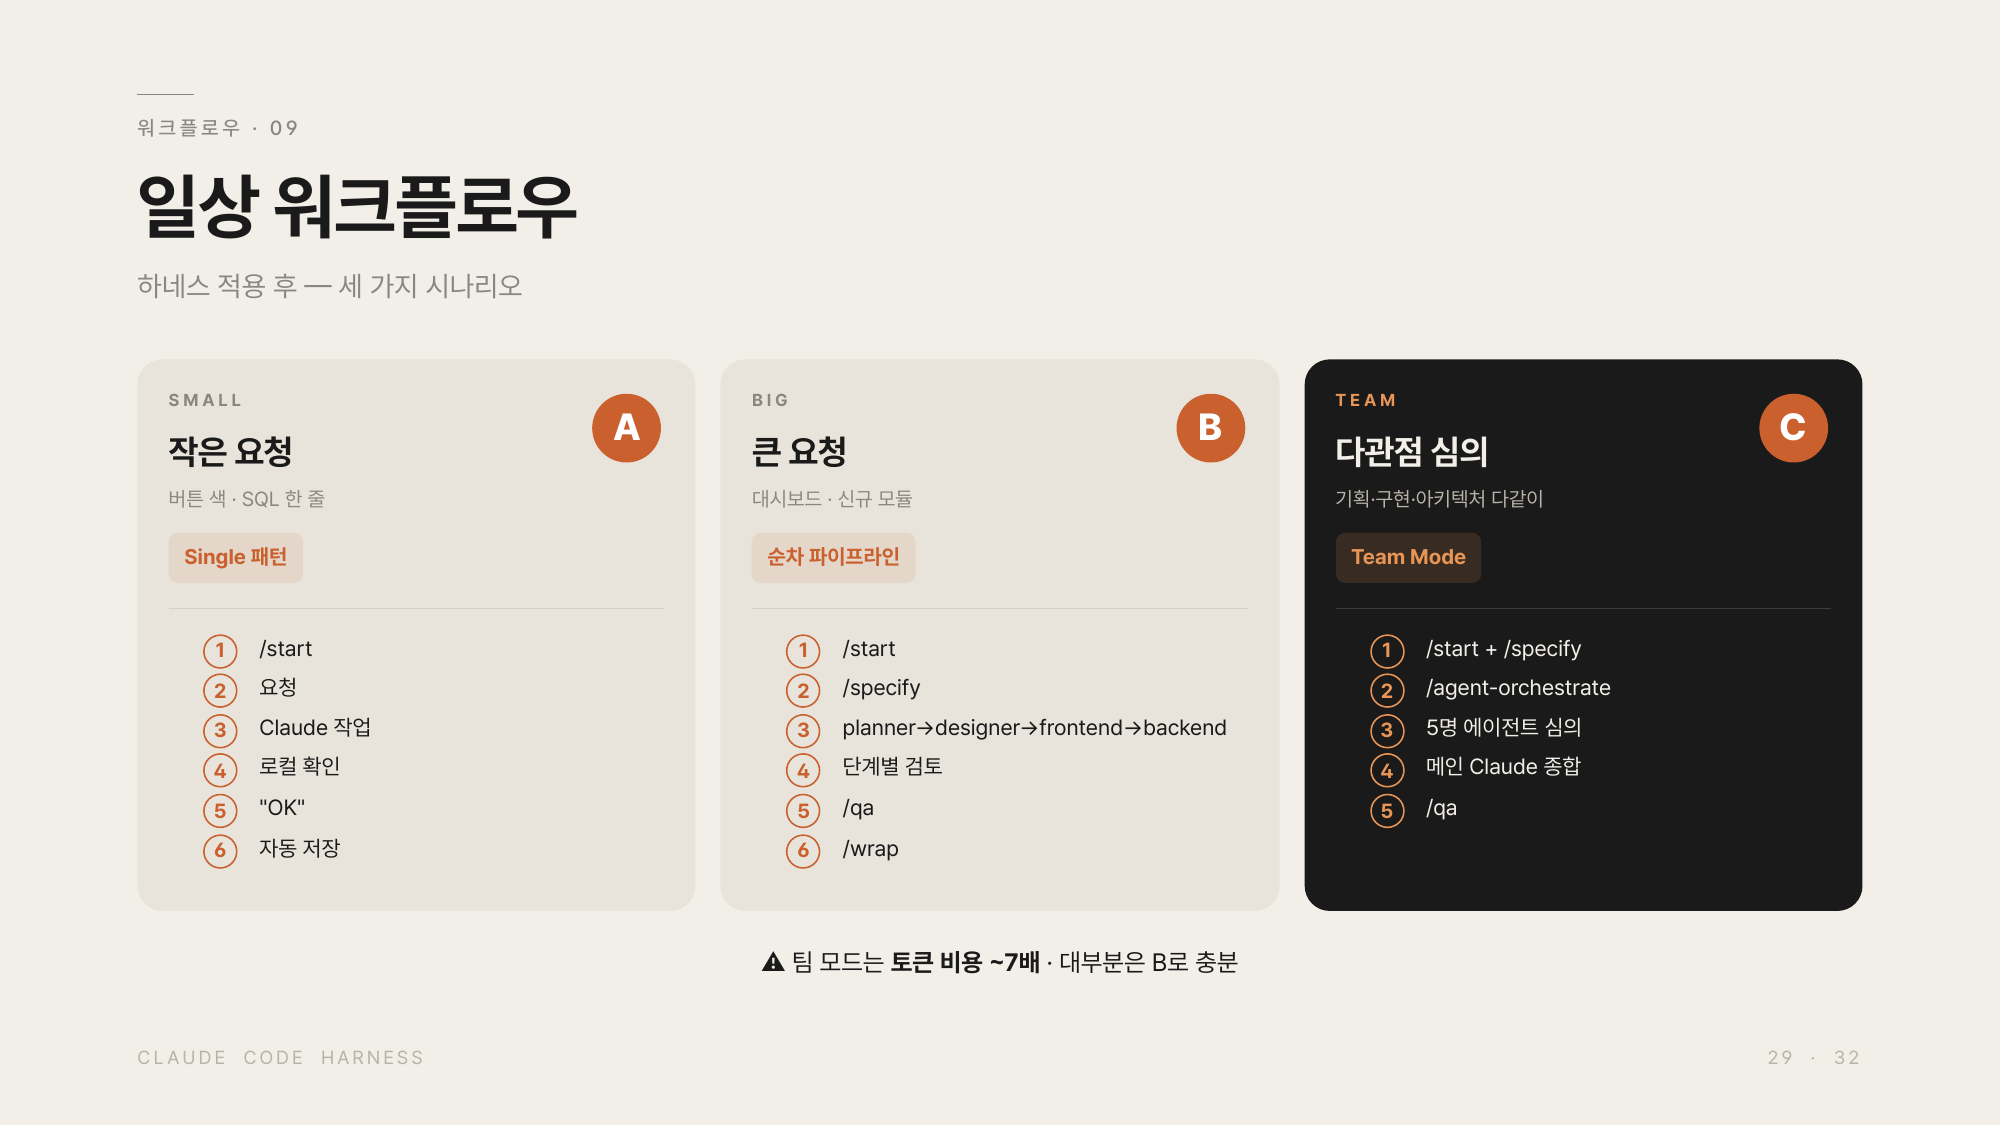 워크플로우 · 09
일상 워크플로우
하네스 적용 후 — 세 가지 시나리오
SMALL
A
작은 요청
버튼 색 · SQL 한 줄
Single 패턴
1 /start
2 요청
3 Claude 작업
4 로컬 확인
5 "OK"
6 자동 저장
BIG
B
큰 요청
대시보드 · 신규 모듈
순차 파이프라인
1 /start
2 /specify
3 planner→designer→frontend→backend
4 단계별 검토
5 /qa
6 /wrap
TEAM
C
다관점 심의
기획·구현·아키텍처 다같이
Team Mode
1 /start + /specify
2 /agent-orchestrate
3 5명 에이전트 심의
4 메인 Claude 종합
5 /qa
⚠ 팀 모드는 토큰 비용 ~7배 · 대부분은 B로 충분
CLAUDE CODE HARNESS
29 · 32